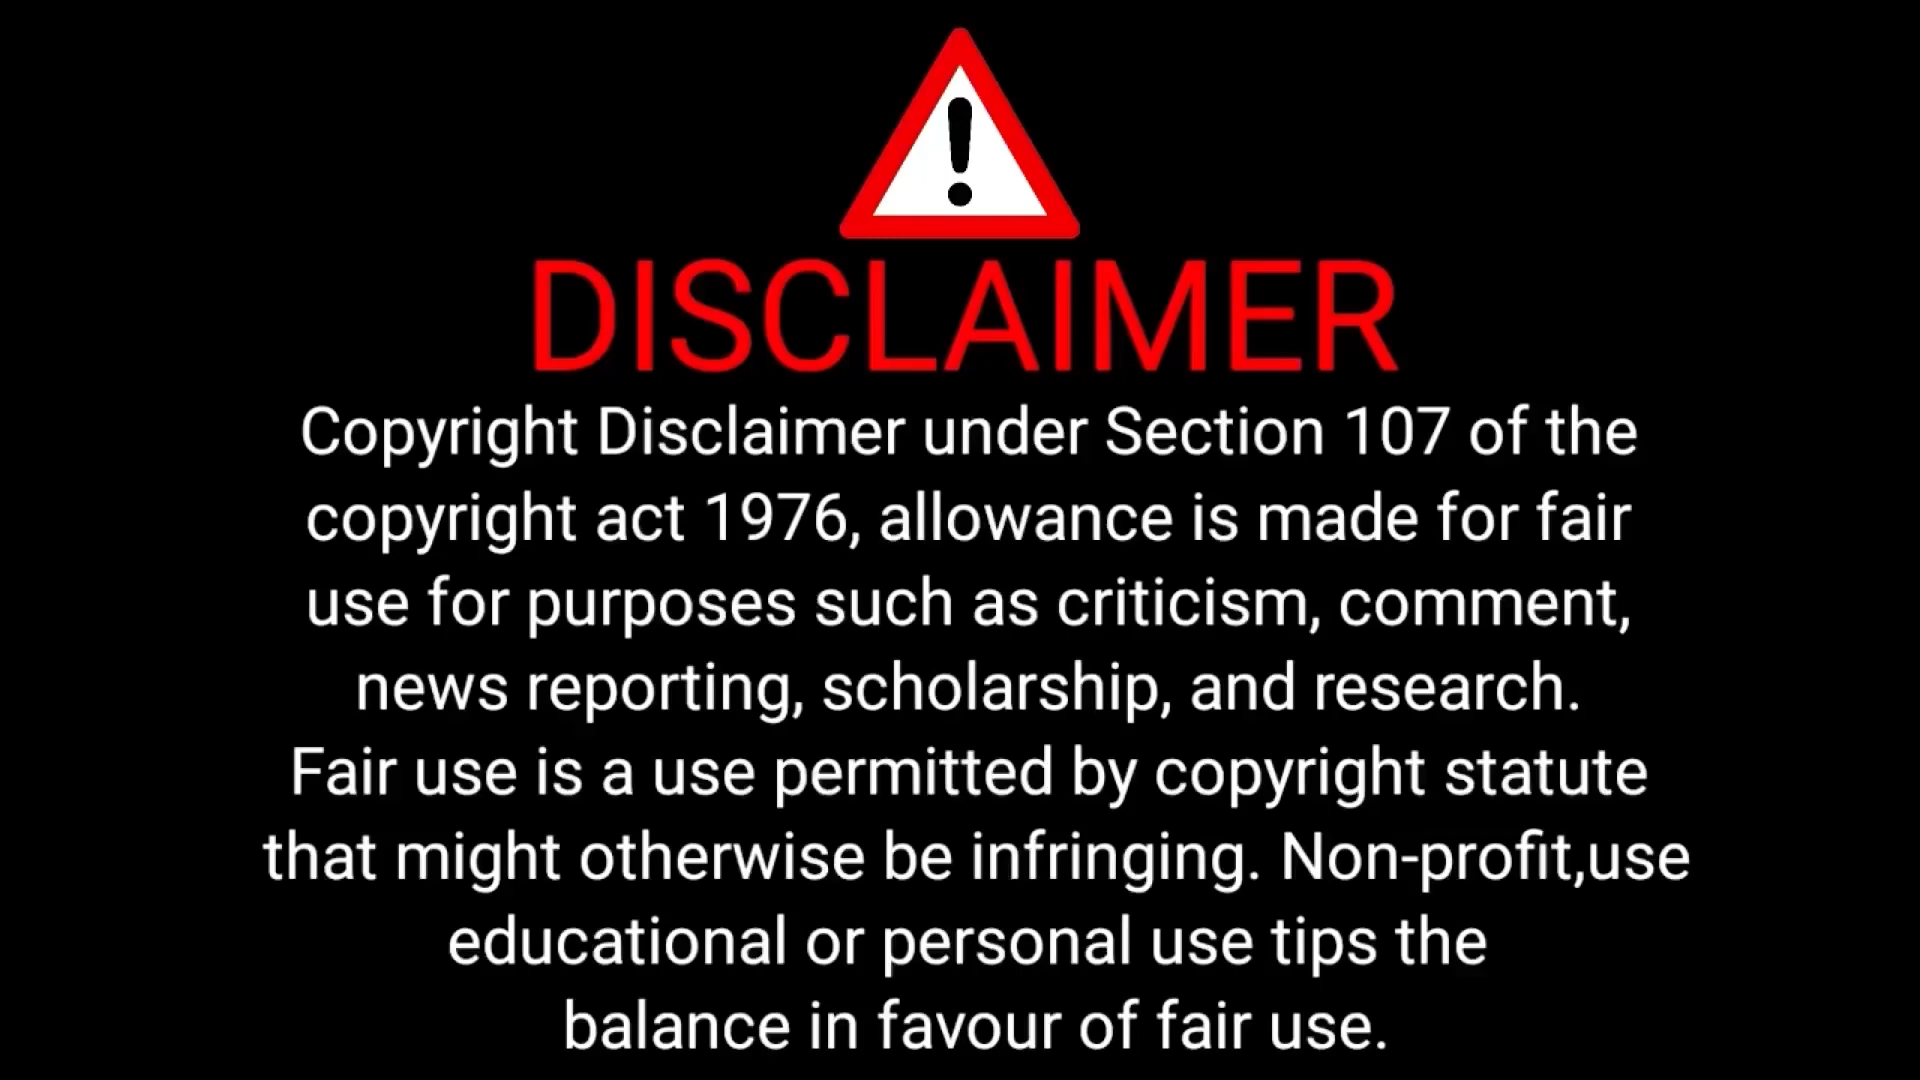 DISCLAIMER
Copyright Disclaimer under Section 107 of the
copyright act 1976, allowance is made for fair
use for purposes such as criticism, comment,
news reporting, scholarship, and research.
Fair use is a use permitted by copyright statute
that might otherwise be infringing. Non-profit,use
educational or personal use tips the
balance in favour of fair use.